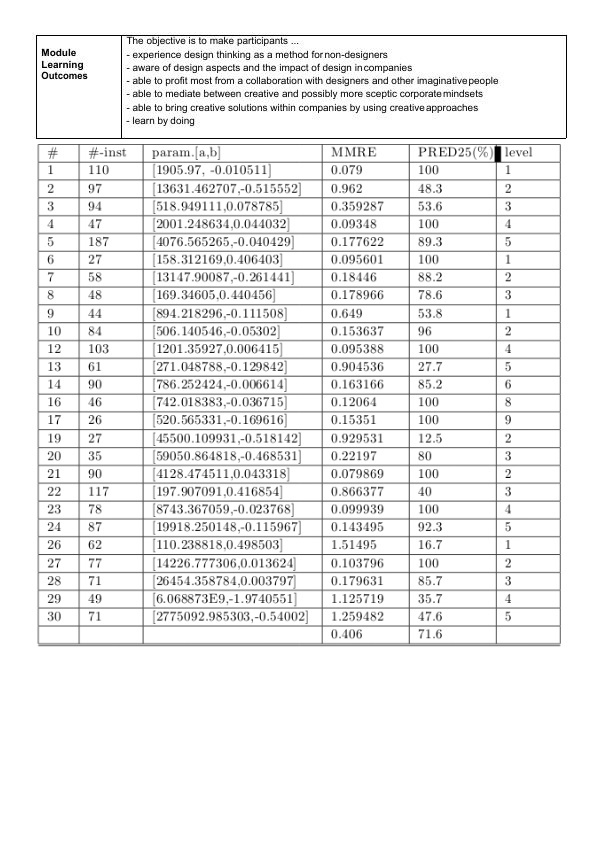 The objective is to make participants ...
Module Learning Outcomes
- experience design thinking as a method for non-designers
- aware of design aspects and the impact of design in companies
- able to profit most from a collaboration with designers and other imaginative people
- able to mediate between creative and possibly more sceptic corporate mindsets
- able to bring creative solutions within companies by using creative approaches
- learn by doing
# #-inst param.[a,b] MMRE PRED25(%) level
1 110 [1905.97, -0.010511] 0.079 100 1
2 97 [13631.462707,-0.515552] 0.962 48.3 2
3 94 [518.949111,0.078785] 0.359287 53.6 3
4 47 [2001.248634,0.044032] 0.09348 100 4
5 187 [4076.565265,-0.040429] 0.177622 89.3 5
6 27 [158.312169,0.406403] 0.095601 100 1
7 58 [13147.90087,-0.261441] 0.18446 88.2 2
8 48 [169.34605,0.440456] 0.178966 78.6 3
9 44 [894.218296,-0.111508] 0.649 53.8 1
10 84 [506.140546,-0.05302] 0.153637 96 2
12 103 [1201.35927,0.006415] 0.095388 100 4
13 61 [271.048788,-0.129842] 0.904536 27.7 5
14 90 [786.252424,-0.006614] 0.163166 85.2 6
16 46 [742.018383,-0.036715] 0.12064 100 8
17 26 [520.565331,-0.169616] 0.15351 100 9
19 27 [45500.109931,-0.518142] 0.929531 12.5 2
20 35 [59050.864818,-0.468531] 0.22197 80 3
21 90 [4128.474511,0.043318] 0.079869 100 2
22 117 [197.907091,0.416854] 0.866377 40 3
23 78 [8743.367059,-0.023768] 0.099939 100 4
24 87 [19918.250148,-0.115967] 0.143495 92.3 5
26 62 [110.238818,0.498503] 1.51495 16.7 1
27 77 [14226.777306,0.013624] 0.103796 100 2
28 71 [26454.358784,0.003797] 0.179631 85.7 3
29 49 [6.068873E9,-1.9740551] 1.125719 35.7 4
30 71 [2775092.985303,-0.54002] 1.259482 47.6 5
0.406 71.6